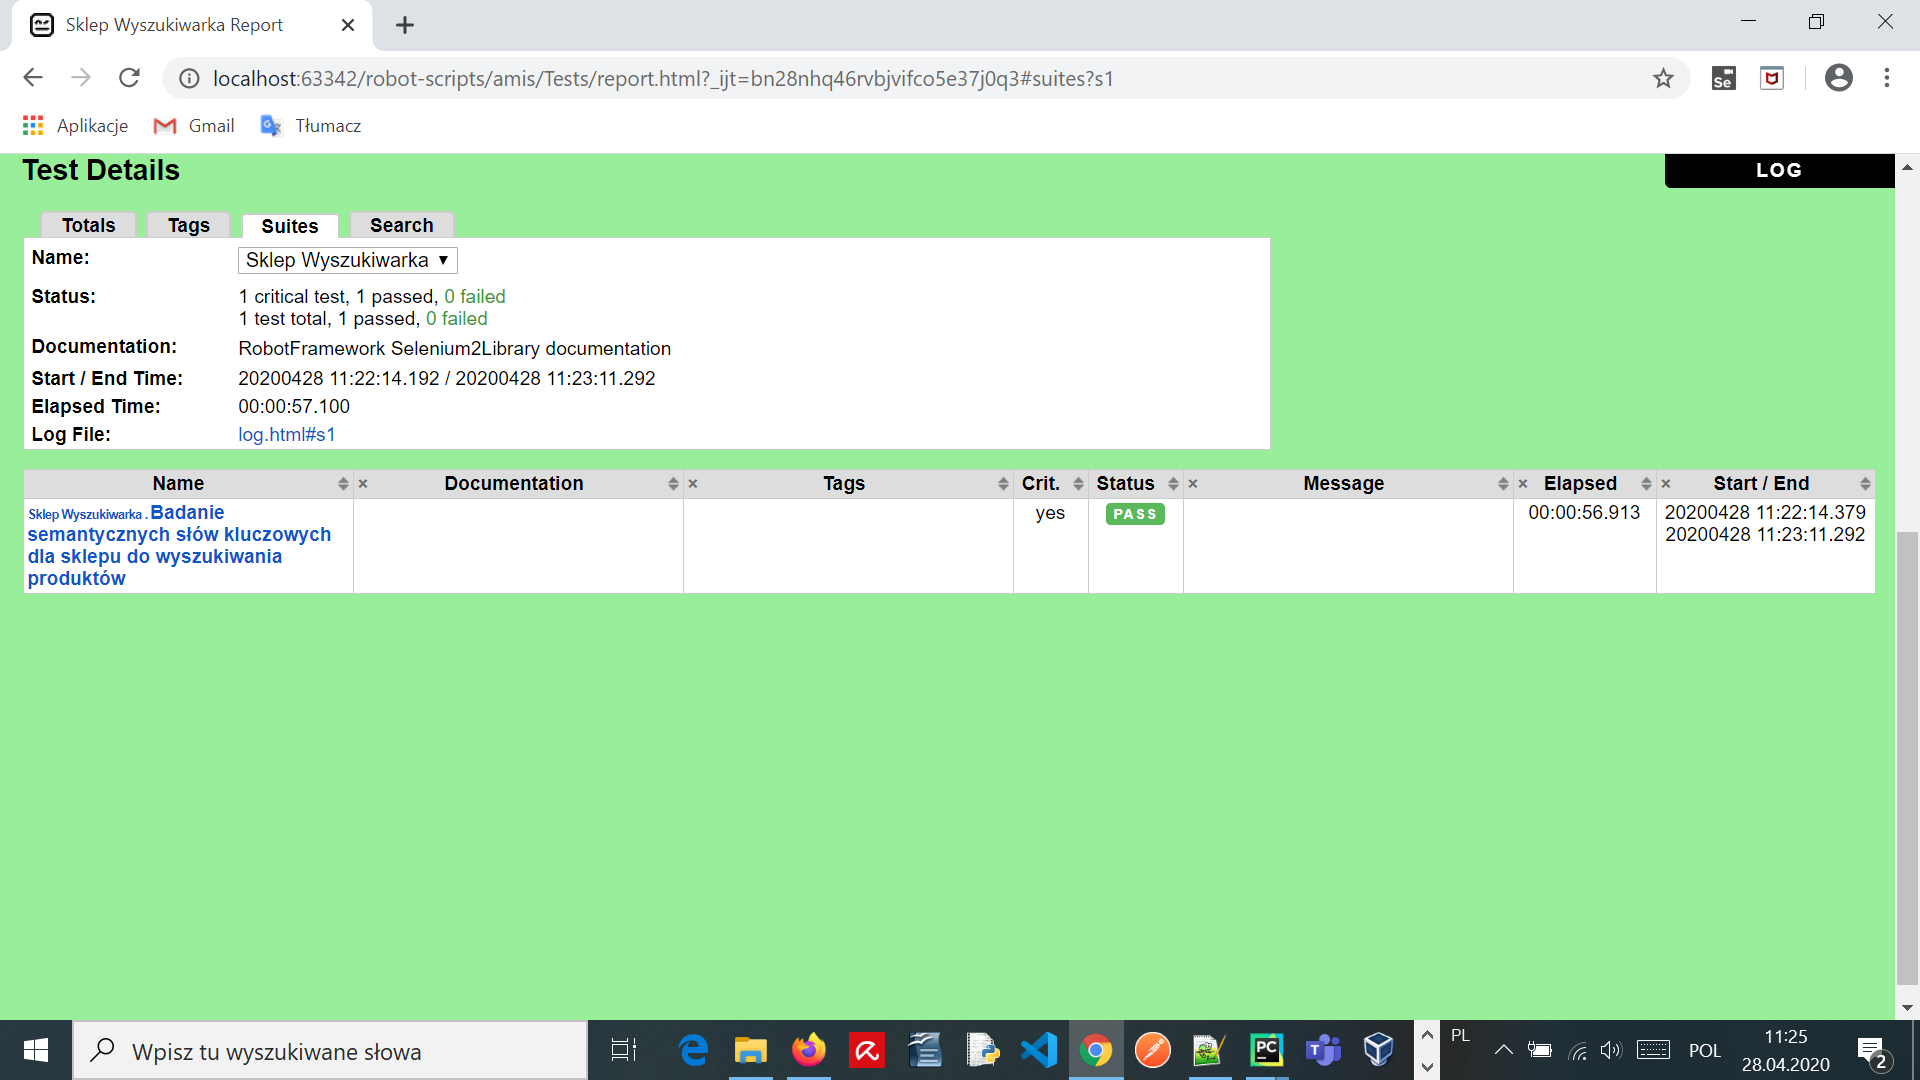 Sklep Wyszukiwarka Report
localhost:63342/robot-scripts/amis/Tests/report.html?_ijt=bn28nhq46rvbjvifco5e37j0q3#suites?s1
Se
Aplikacje Gmail Tłumacz
Test Details
LOG
Totals Tags Suites Search
Name: Sklep Wyszukiwarka
Status: 1 critical test, 1 passed, 0 failed
1 test total, 1 passed, 0 failed
Documentation: RobotFramework Selenium2Library documentation
Start / End Time: 20200428 11:22:14.192 / 20200428 11:23:11.292
Elapsed Time: 00:00:57.100
Log File: log.html#s1
Name × Documentation × Tags Crit. Status × Message × Elapsed × Start / End
Sklep Wyszukiwarka . Badanie yes PASS 00:00:56.913 20200428 11:22:14.379
semantycznych słów kluczowych 20200428 11:23:11.292
dla sklepu do wyszukiwania
produktów
Wpisz tu wyszukiwane słowa
PC
T
PL
POL
11:25
28.04.2020
2